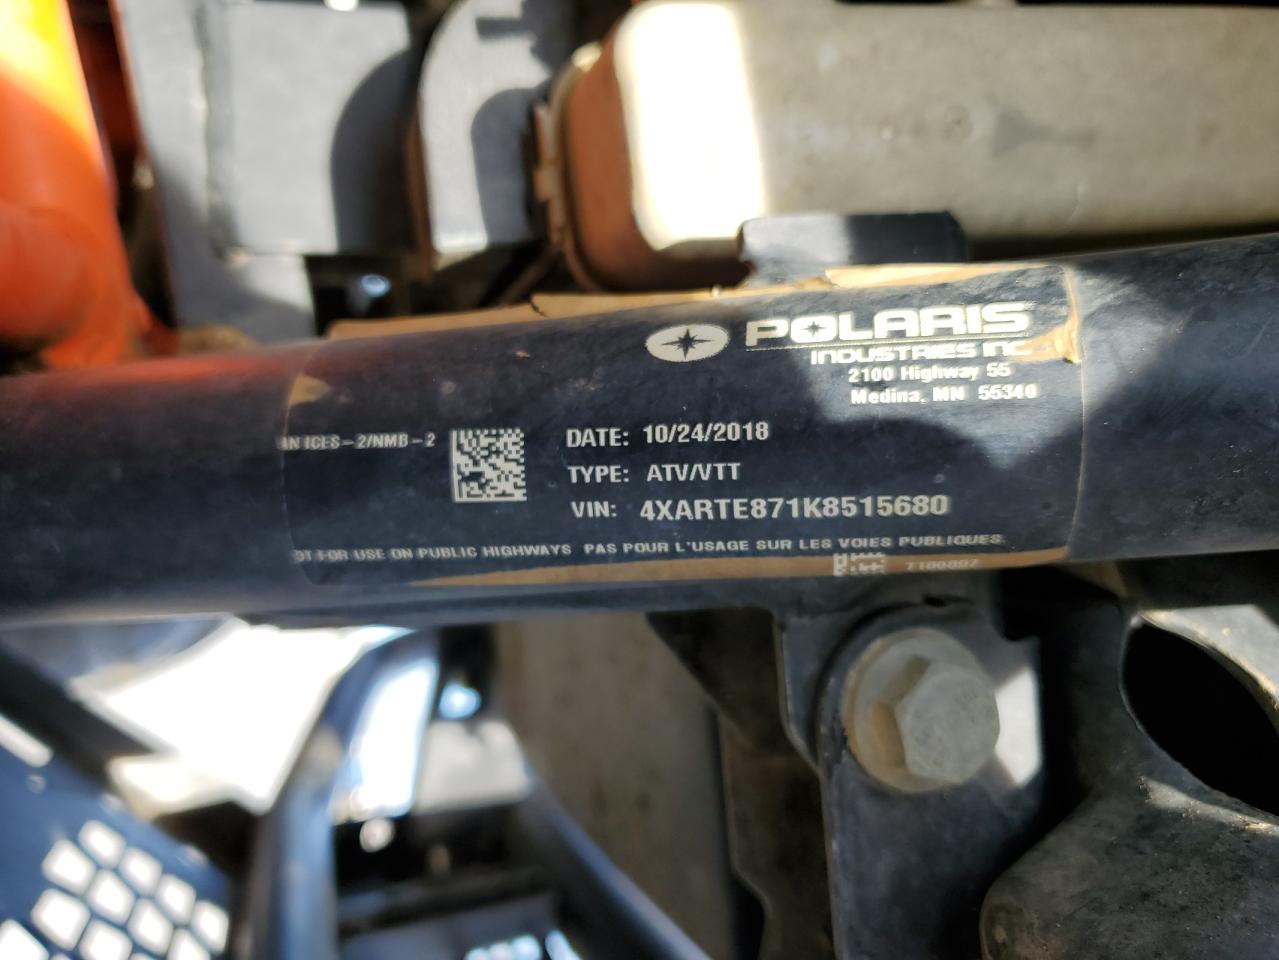 POLARIS
INDUSTRIES INC.
2100 Highway 55
Medina, MN 55340
ICES-2/NMB-2
DATE: 10/24/2018
TYPE: ATV/VTT
VIN: 4XARTE871K8515680
OT FOR USE ON PUBLIC HIGHWAYS PAS POUR L'USAGE SUR LES VOIES PUBLIQUES